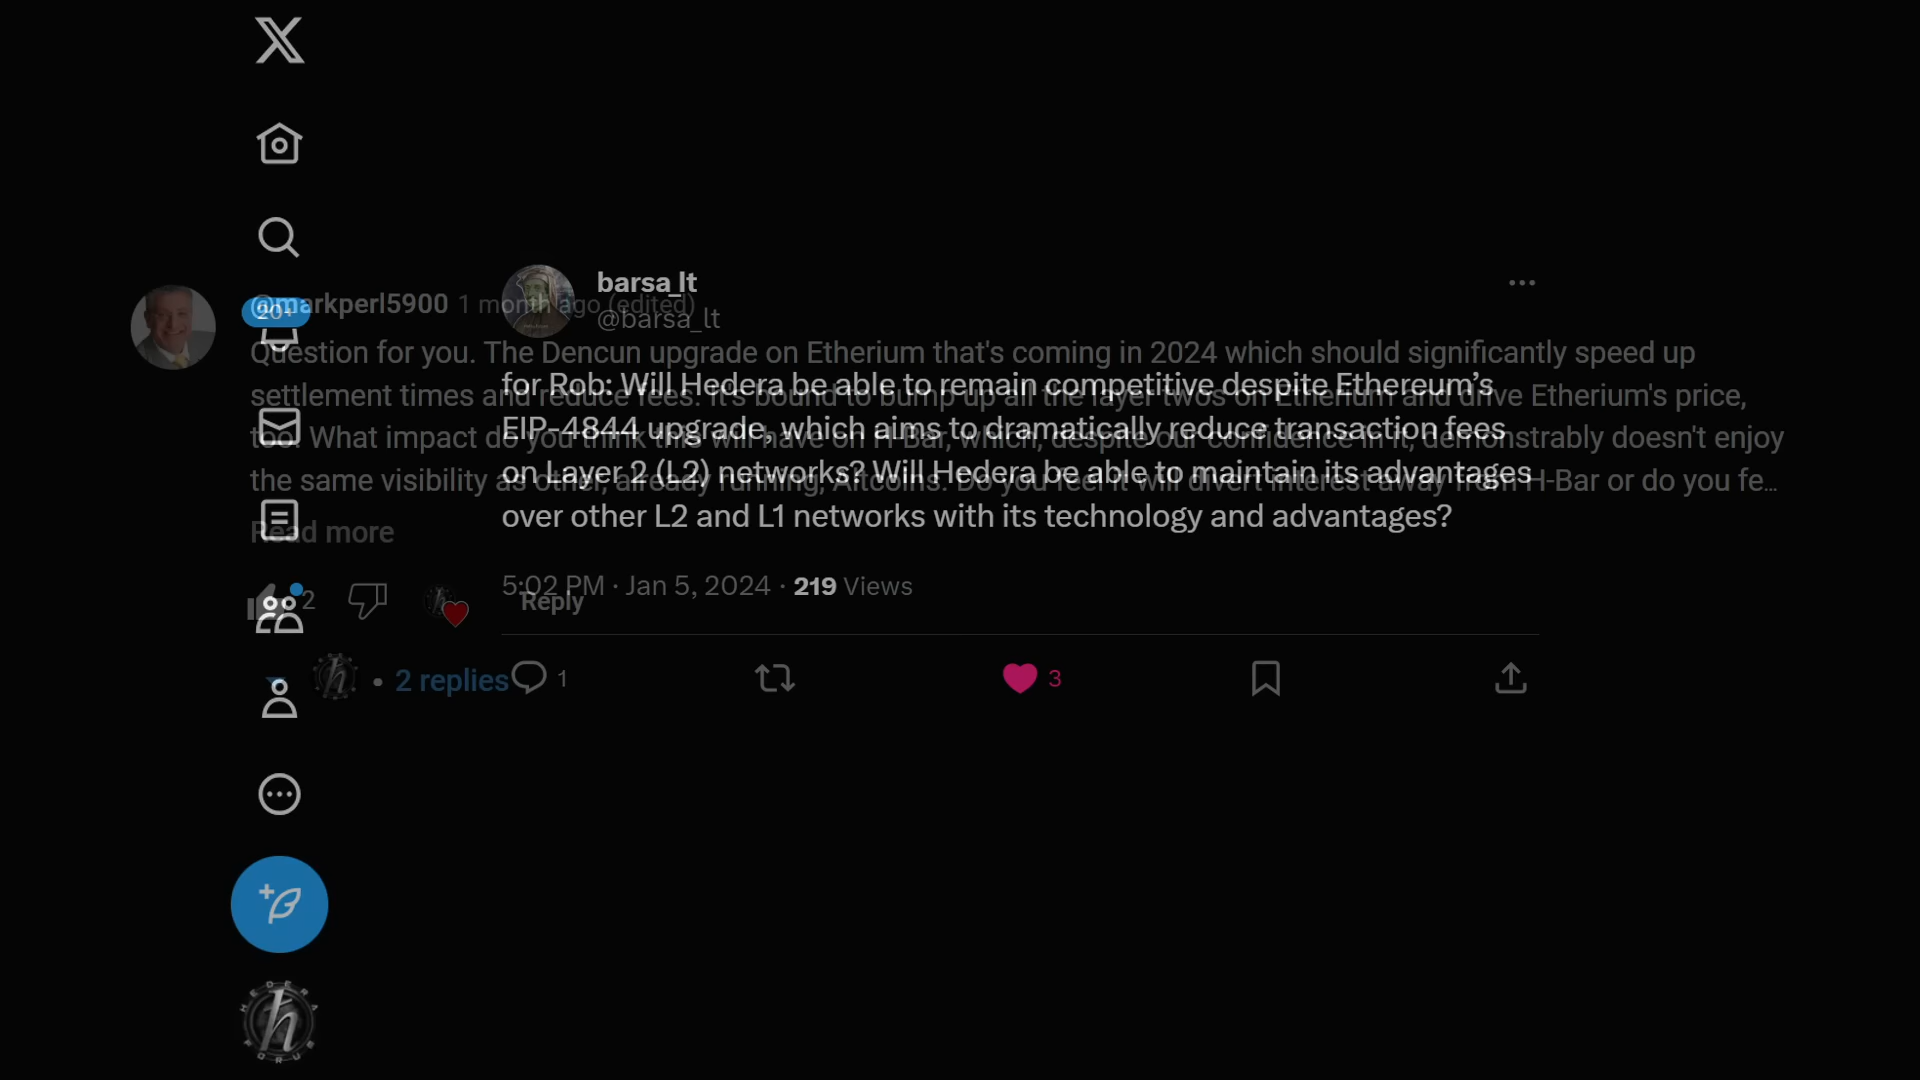 barsa_lt
@barsa_lt
@markperl5900 1 month ago (edited)
20+
Question for you. The Dencun upgrade on Etherium that's coming in 2024 which should significantly speed up
settlement times and reduce fees. It's bound to bump up all the layer twos on Etherium and drive Etherium's price,
too. What impact do you think this will have on H-Bar, which, despite our confidence in it, demonstrably doesn't enjoy
the same visibility as other, already running, Altcoins. Do you feel it will divert interest away from H-Bar or do you fe...
Read more
2
Reply
2 replies
for Rob: Will Hedera be able to remain competitive despite Ethereum's
EIP-4844 upgrade, which aims to dramatically reduce transaction fees
on Layer 2 (L2) networks? Will Hedera be able to maintain its advantages
over other L2 and L1 networks with its technology and advantages?
5:02 PM · Jan 5, 2024 · 219 Views
1
3
HEDERA
FORUE